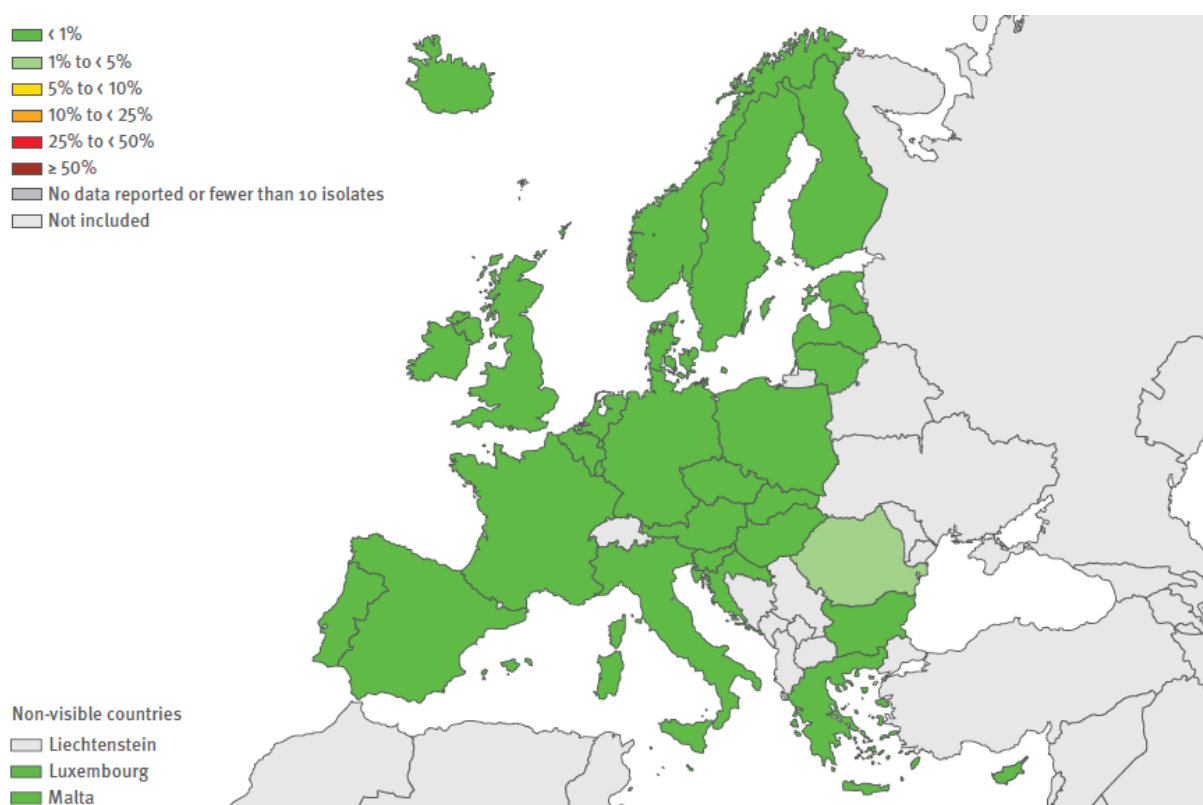 < 1%
1% to < 5%
5% to < 10%
10% to < 25%
25% to < 50%
≥ 50%
No data reported or fewer than 10 isolates
Not included
Non-visible countries
Liechtenstein
Luxembourg
Malta